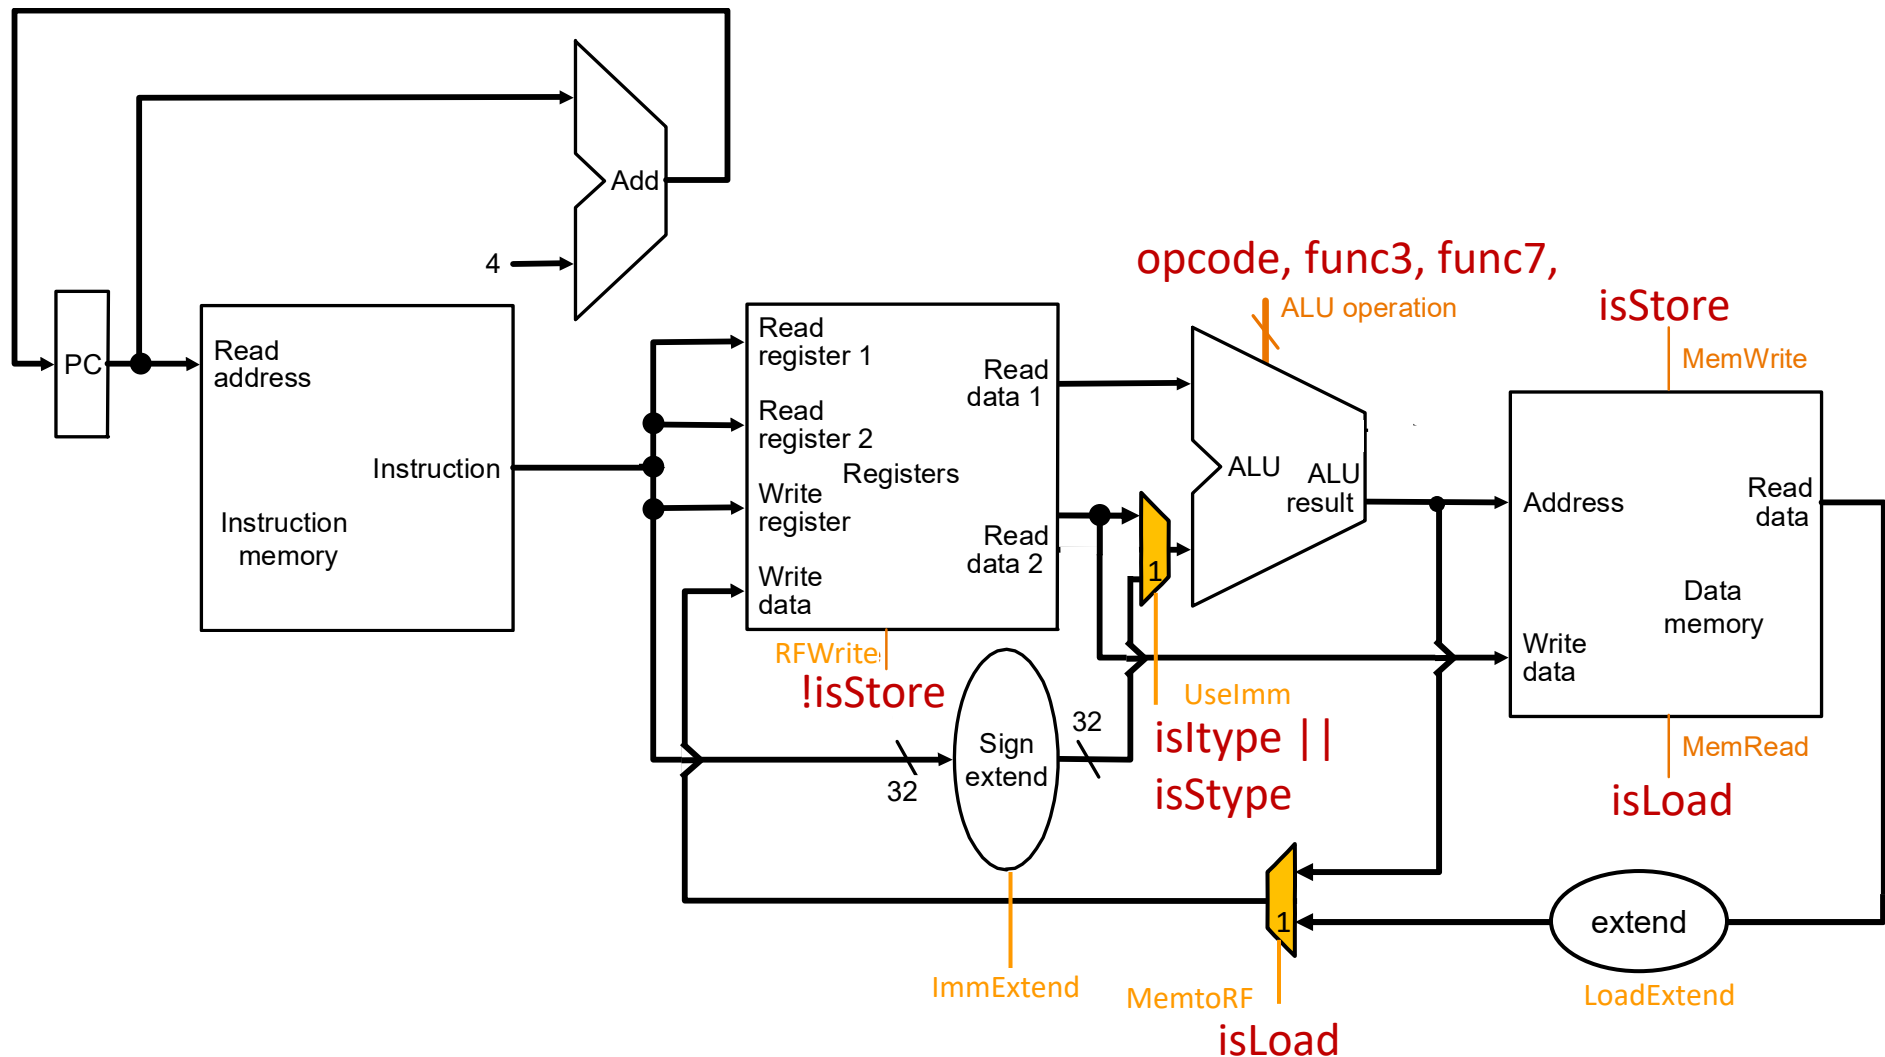 Add
4
opcode, func3, func7,
ALU operation
isStore
MemWrite
PC
Read
address
Instruction
Instruction
memory
Read
register 1
Read
register 2
Registers
Write
register
Write
data
Read
data 1
Read
data 2
RFWrite
!isStore
1
ALU
ALU
result
Address
Read
data
Data
memory
Write
data
MemRead
isLoad
UseImm
isItype ||
isStype
32
Sign
extend
32
ImmExtend
1
MemtoRF
isLoad
extend
LoadExtend